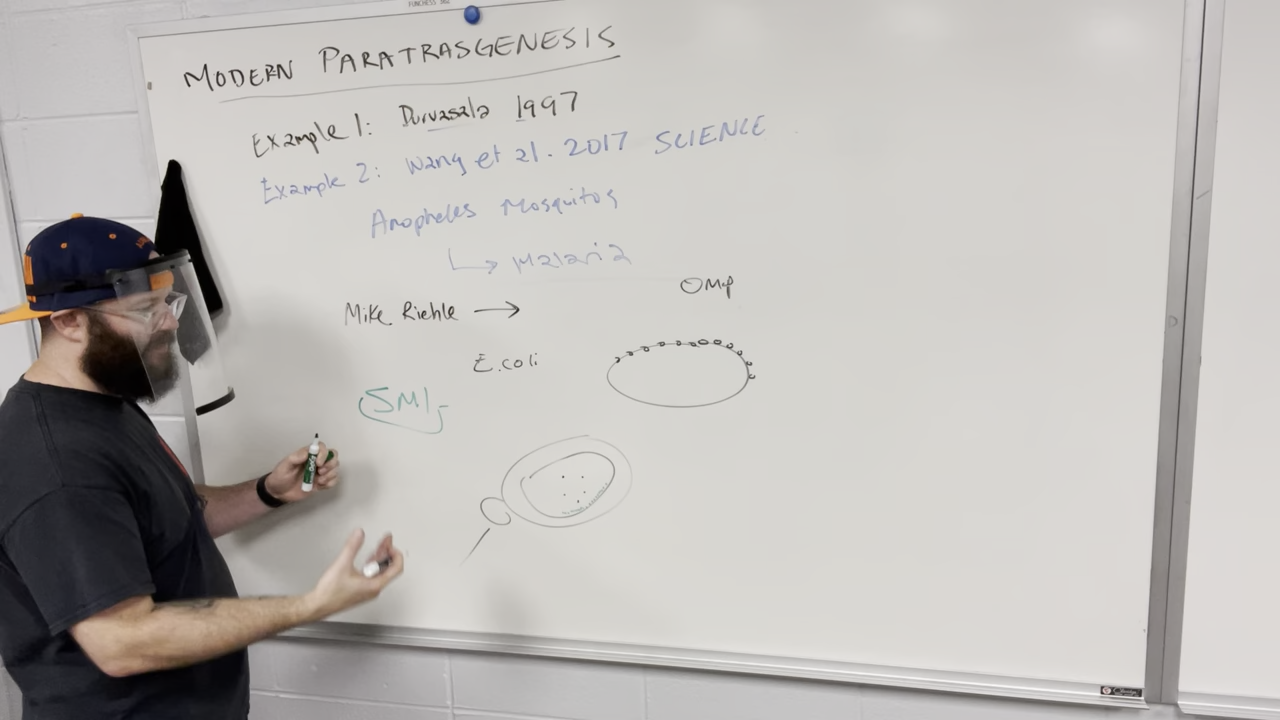 MODERN PARATRASGENESIS
Example 1: Durvasala 1997
Example 2: Wang et al. 2017 SCIENCE
Anopheles Mosquitos
Malaria
Mike Riehle →
OMP
E.coli